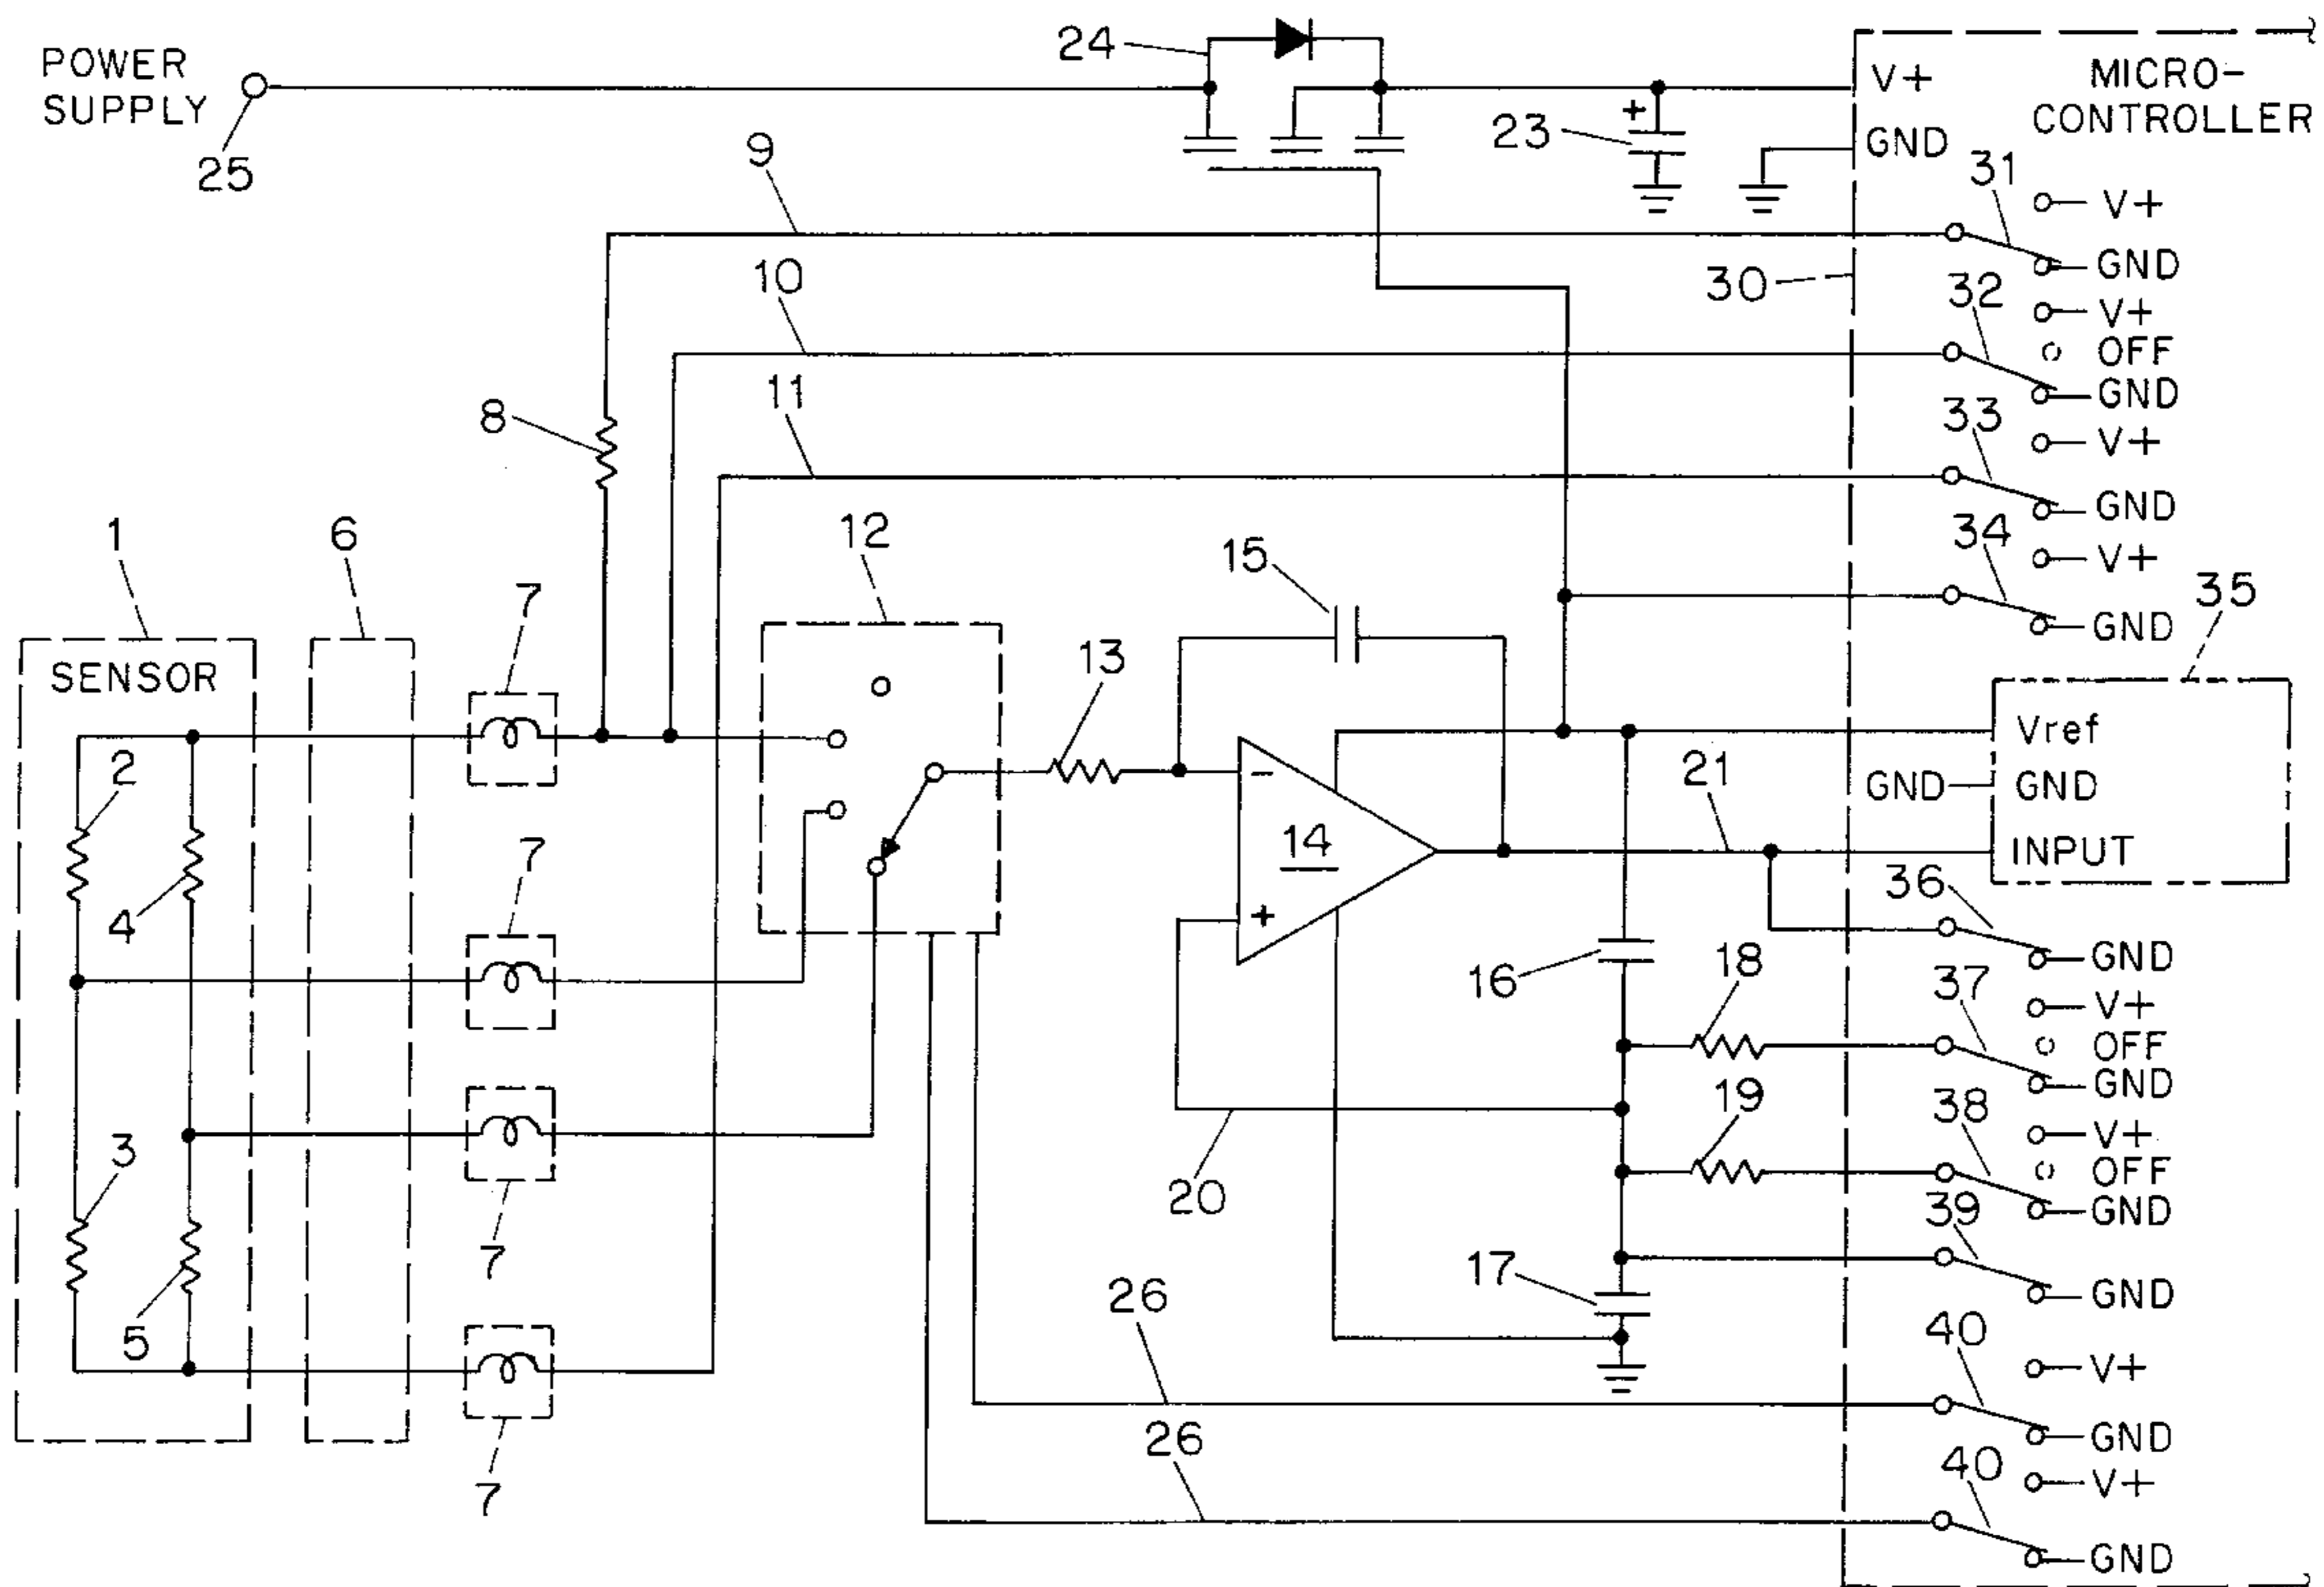 POWER
SUPPLY
25
24
23
V+
GND
MICRO-
CONTROLLER
9
31
V+
GND
30
10
32
V+
OFF
GND
11
8
33
V+
GND
34
V+
GND
1
6
12
15
35
SENSOR
7
13
Vref
GND
GND
INPUT
21
2
4
7
14
-
+
36
GND
16
18
37
V+
OFF
GND
19
38
V+
OFF
GND
20
3
7
39
GND
17
5
26
40
V+
GND
7
26
40
V+
GND
+